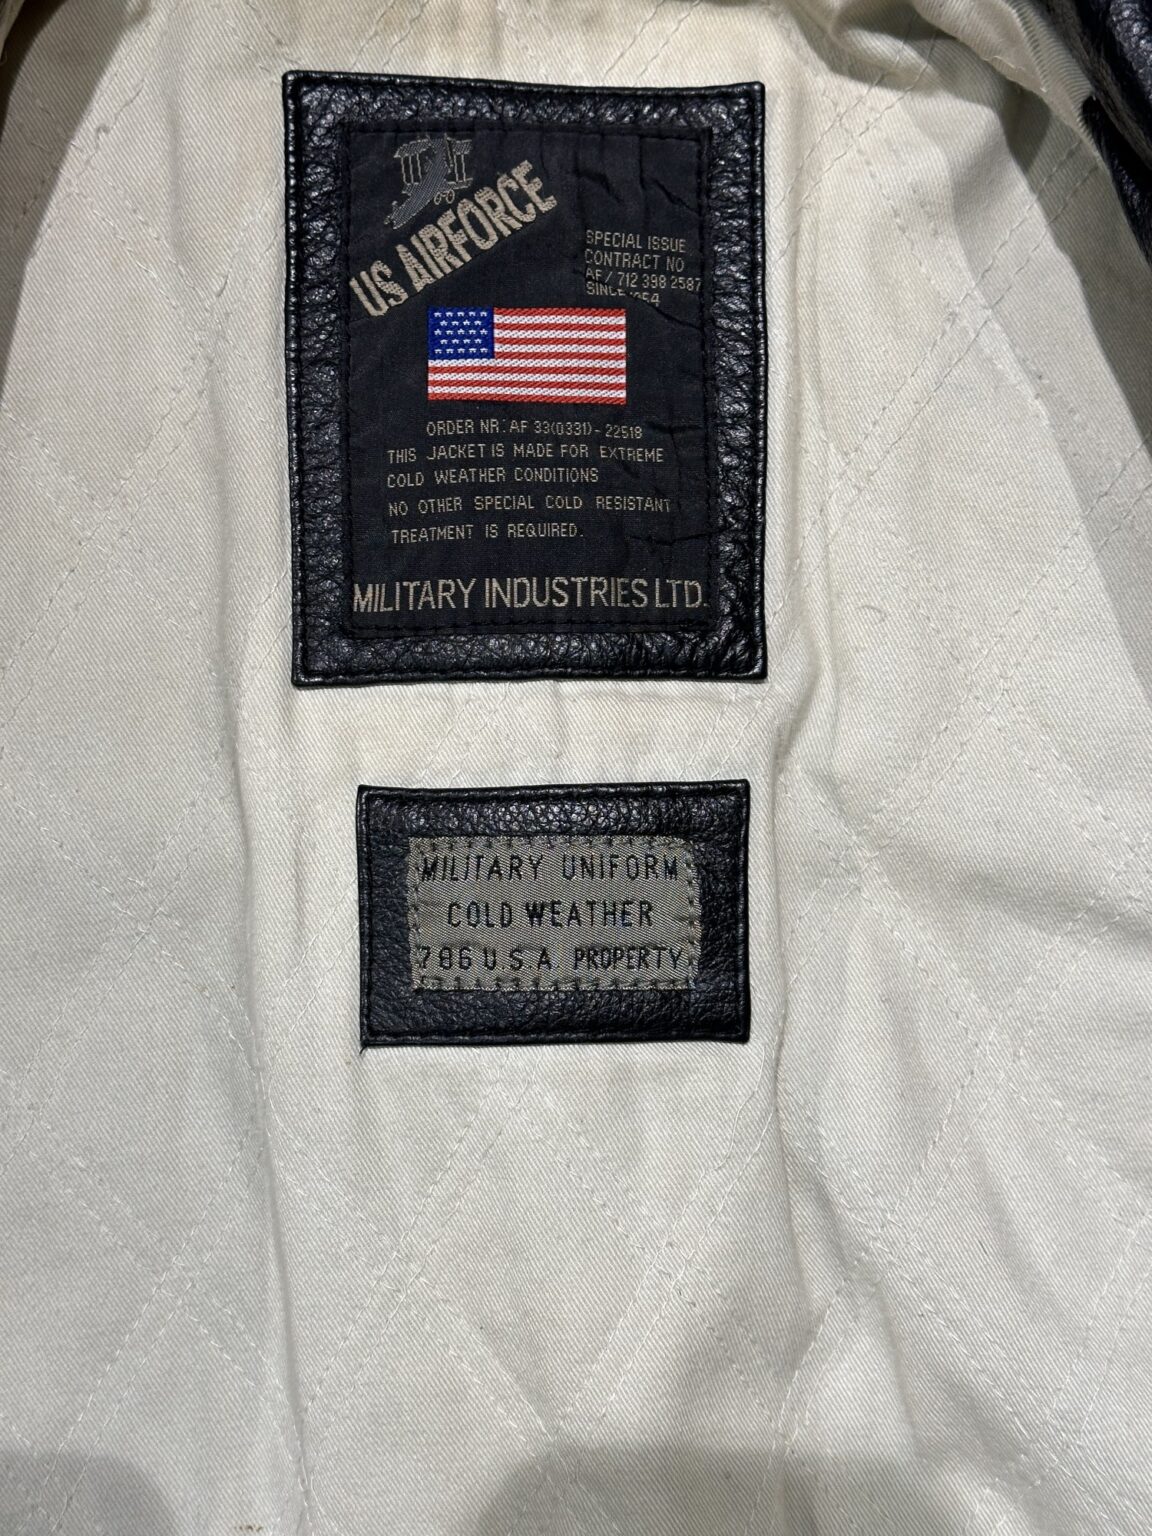 US AIRFORCE
SPECIAL ISSUE
CONTRACT NO
AF/712 398 2587
SINCE 1954
ORDER NR: AF 33(0331)-22518
THIS JACKET IS MADE FOR EXTREME
COLD WEATHER CONDITIONS
NO OTHER SPECIAL COLD RESISTANT
TREATMENT IS REQUIRED.
MILITARY INDUSTRIES LTD.
MILITARY UNIFORM
COLD WEATHER
786 U.S.A. PROPERTY